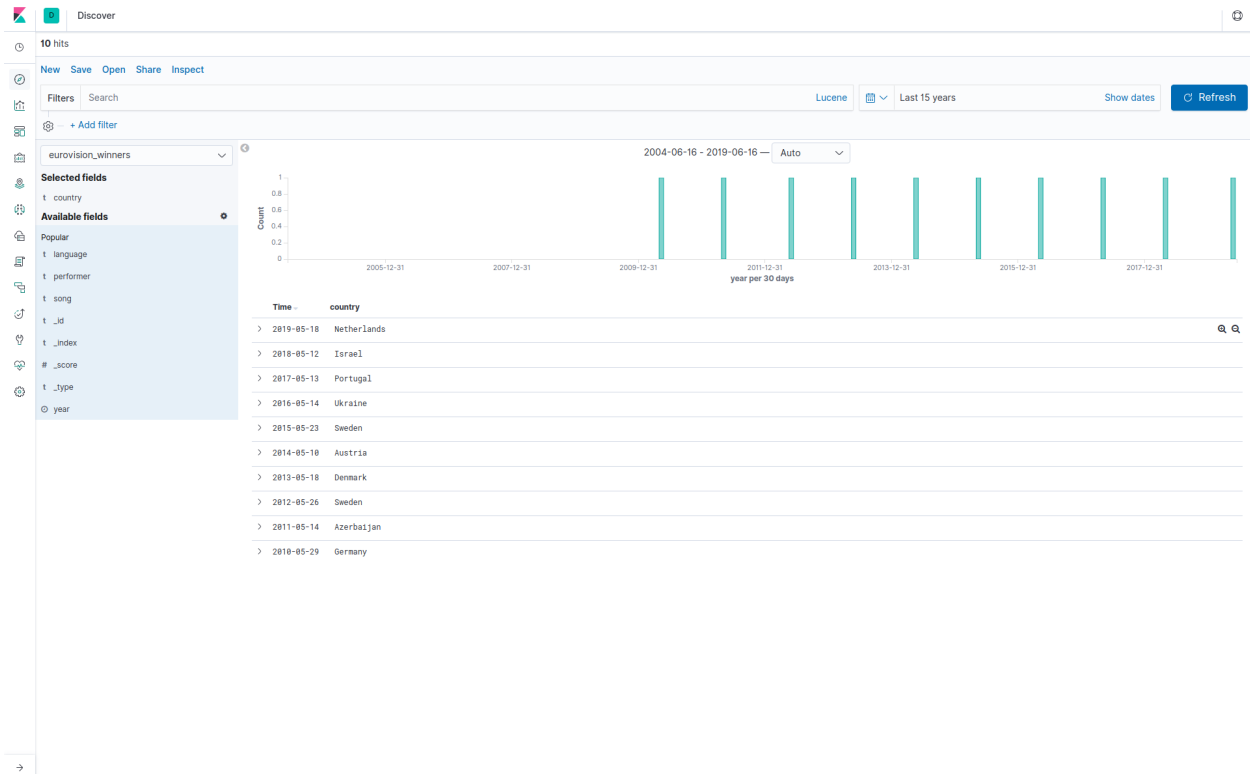 D Discover
10 hits
New Save Open Share Inspect
Filters Search Lucene Last 15 years Show dates Refresh
+ Add filter
eurovision_winners
Selected fields
t country
Available fields
Popular
t language
t performer
t song
t _id
t _index
# _score
t _type
year
2004-06-16 - 2019-06-16 — Auto
Count
1
0.8
0.6
0.4
0.2
0
2005-12-31 2007-12-31 2009-12-31 2011-12-31 2013-12-31 2015-12-31 2017-12-31
year per 30 days
Time country
2019-05-18 Netherlands
2018-05-12 Israel
2017-05-13 Portugal
2016-05-14 Ukraine
2015-05-23 Sweden
2014-05-10 Austria
2013-05-18 Denmark
2012-05-26 Sweden
2011-05-14 Azerbaijan
2010-05-29 Germany